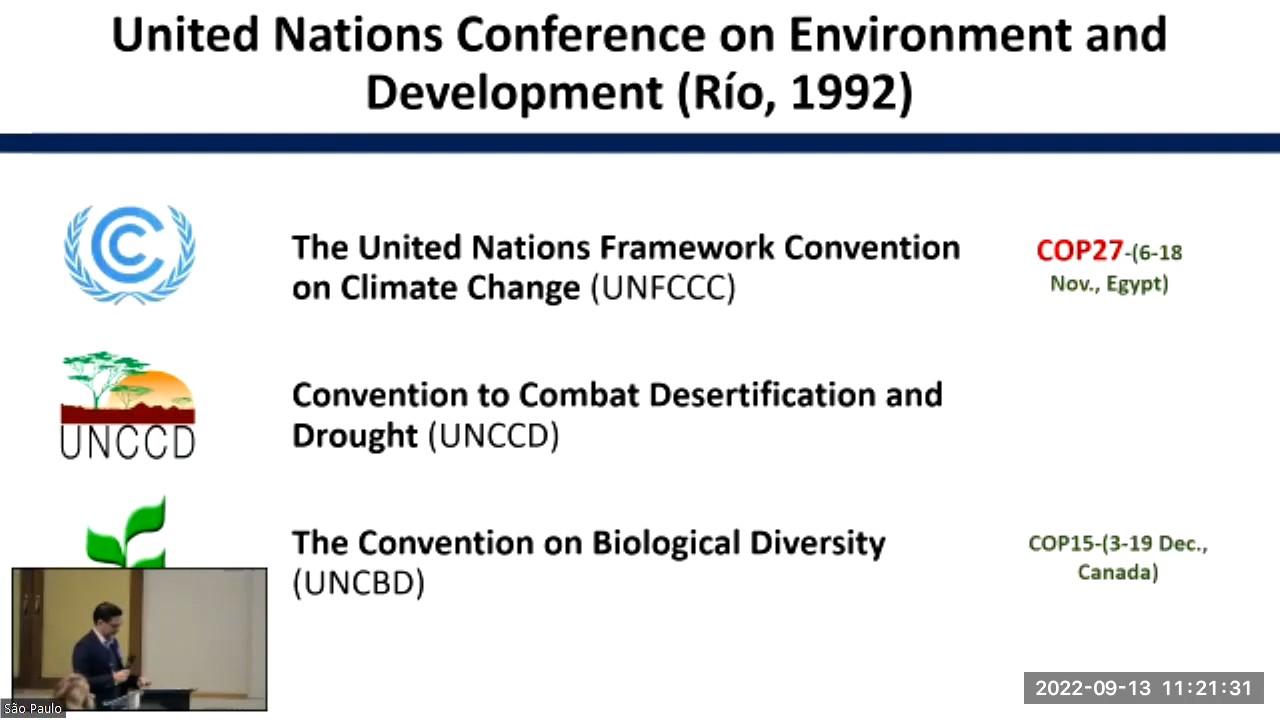 United Nations Conference on Environment and
Development (Río, 1992)
The United Nations Framework Convention
on Climate Change (UNFCCC)
COP27-(6-18
Nov., Egypt)
UNCCD
Convention to Combat Desertification and
Drought (UNCCD)
The Convention on Biological Diversity
(UNCBD)
COP15-(3-19 Dec.,
Canada)
São Paulo
2022-09-13 11:21:31